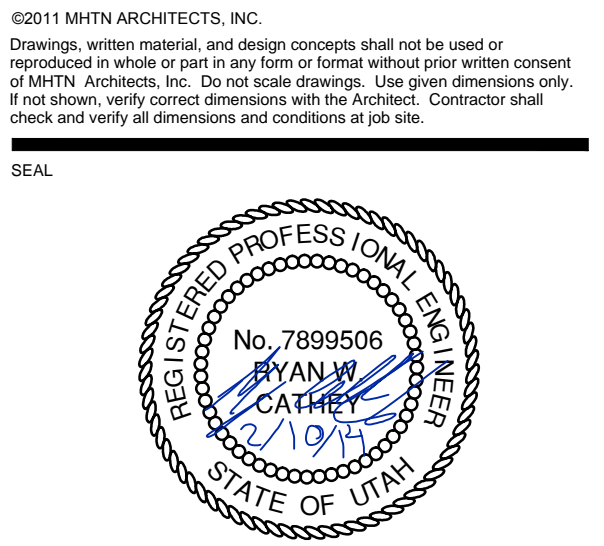 ©2011 MHTN ARCHITECTS, INC.
Drawings, written material, and design concepts shall not be used or
reproduced in whole or part in any form or format without prior written consent
of MHTN Architects, Inc. Do not scale drawings. Use given dimensions only.
If not shown, verify correct dimensions with the Architect. Contractor shall
check and verify all dimensions and conditions at job site.
SEAL
REGISTERED PROFESSIONAL ENGINEER
No. 7899506
RYAN W.
CATHEY
2/10/14
STATE OF UTAH